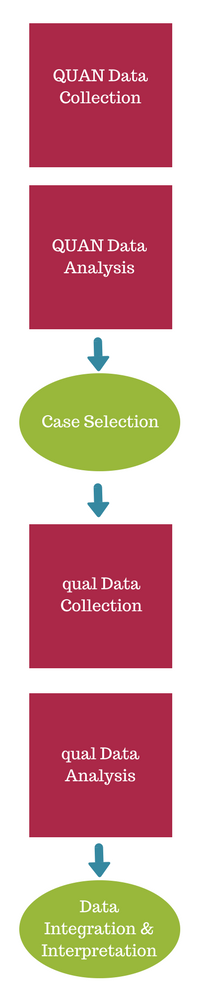 QUAN Data
Collection
QUAN Data
Analysis
Case Selection
qual Data
Collection
qual Data
Analysis
Data
Integration &
Interpretation